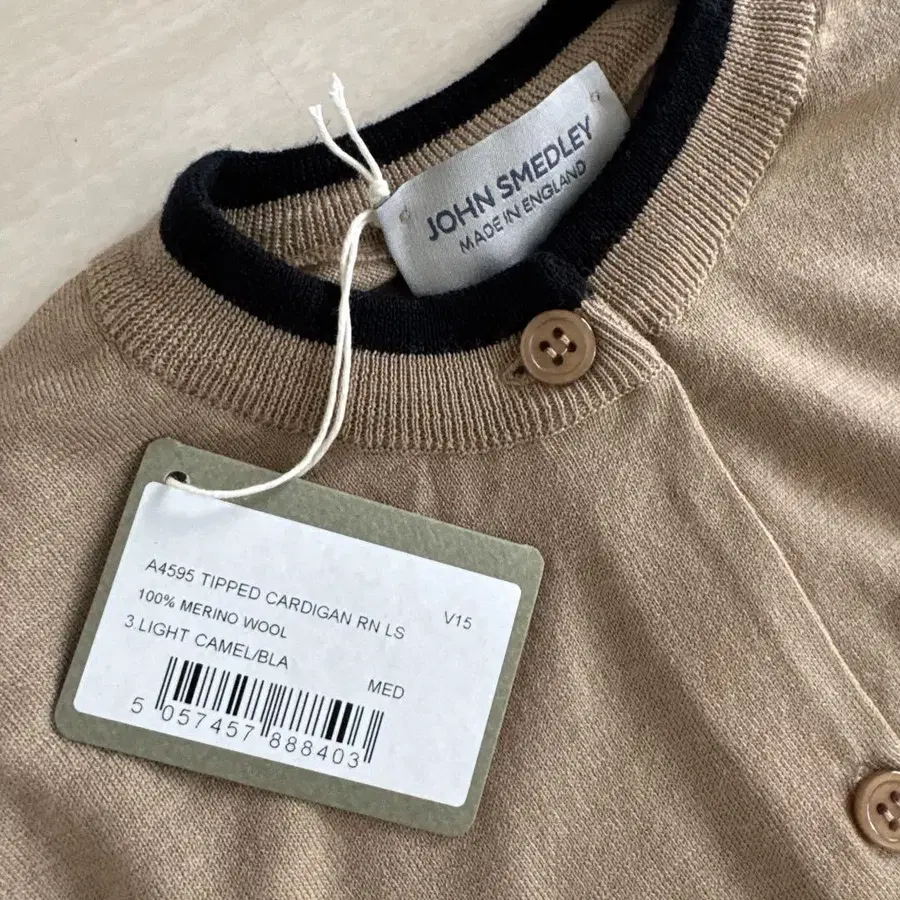 JOHN SMEDLEY
MADE IN ENGLAND
A4595 TIPPED CARDIGAN RN LS V15
100% MERINO WOOL
3.LIGHT CAMEL/BLA
MED
5 057457 888403